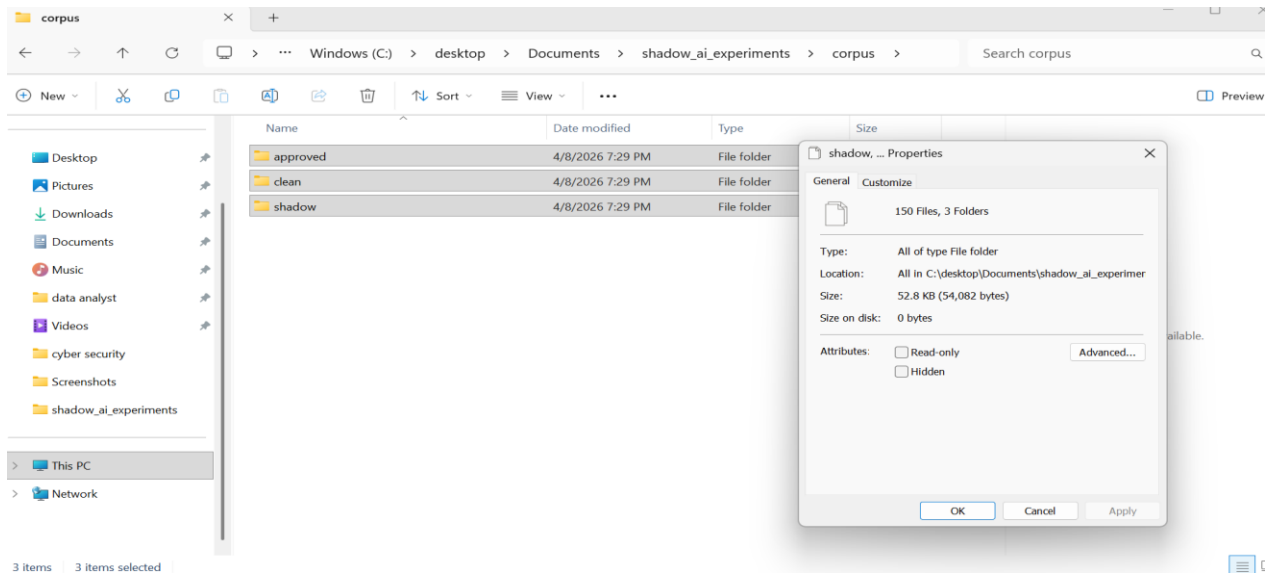 corpus
Windows (C:) > desktop > Documents > shadow_ai_experiments > corpus >
Search corpus
New
Sort
View
Preview
Name Date modified Type Size
approved 4/8/2026 7:29 PM File folder
clean 4/8/2026 7:29 PM File folder
shadow 4/8/2026 7:29 PM File folder
Desktop
Pictures
Downloads
Documents
Music
data analyst
Videos
cyber security
Screenshots
shadow_ai_experiments
This PC
Network
shadow, ... Properties
General Customize
150 Files, 3 Folders
Type: All of type File folder
Location: All in C:\desktop\Documents\shadow_ai_experimer
Size: 52.8 KB (54,082 bytes)
Size on disk: 0 bytes
Attributes: Read-only Advanced...
Hidden
OK Cancel Apply
ailable.
3 items 3 items selected